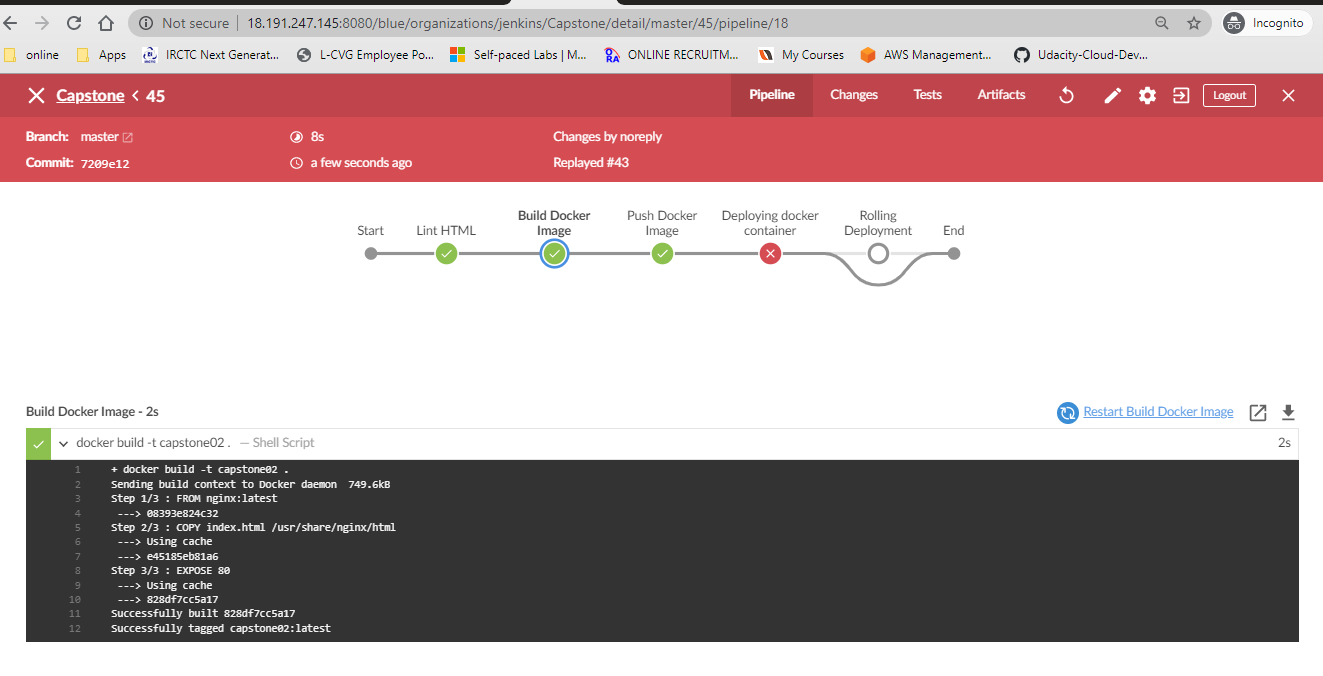 Not secure | 18.191.247.145:8080/blue/organizations/jenkins/Capstone/detail/master/45/pipeline/18 Incognito
online Apps IRCTC Next Generat... L-CVG Employee Po... Self-paced Labs | M... ONLINE RECRUITM... My Courses AWS Management... Udacity-Cloud-Dev...
Capstone < 45 Pipeline Changes Tests Artifacts Logout
Branch: master 8s Changes by noreply
Commit: 7209e12 a few seconds ago Replayed #43
Start Lint HTML Build Docker Image Push Docker Image Deploying docker container Rolling Deployment End
Build Docker Image - 2s Restart Build Docker Image
docker build -t capstone02 . — Shell Script 2s
1 + docker build -t capstone02 .
2 Sending build context to Docker daemon 749.6kB
3 Step 1/3 : FROM nginx:latest
4 ---> 08393e824c32
5 Step 2/3 : COPY index.html /usr/share/nginx/html
6 ---> Using cache
7 ---> e45185eb81a6
8 Step 3/3 : EXPOSE 80
9 ---> Using cache
10 ---> 828df7cc5a17
11 Successfully built 828df7cc5a17
12 Successfully tagged capstone02:latest